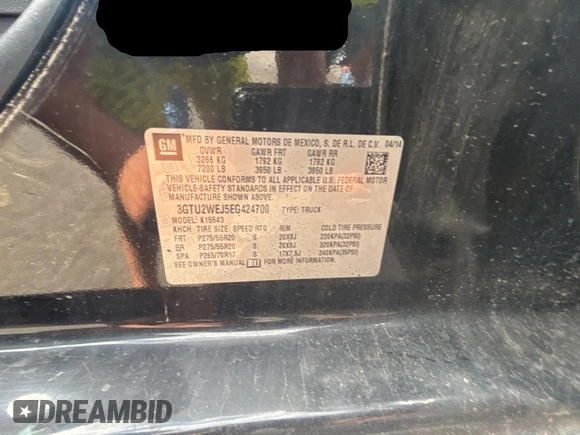 GM
MFD BY GENERAL MOTORS DE MEXICO, S. DE R.L. DE C.V. 04/14
GVWR GAWR FRT GAWR RR
3266 KG 1792 KG 1792 KG
7200 LB 3950 LB 3950 LB
THIS VEHICLE CONFORMS TO ALL APPLICABLE U.S. FEDERAL MOTOR
VEHICLE SAFETY STANDARDS IN EFFECT ON THE DATE OF
MANUFACTURE SHOWN ABOVE.
3GTU2WEJ5EG424700 TYPE: TRUCK
MODEL: K15543
KHCH TIRE SIZE SPEED RTG RIM COLD TIRE PRESSURE
FRT P275/55R20 S 20X9J 220KPA(32PSI)
RR P275/55R20 S 20X9J 220KPA(32PSI)
SPA P265/70R17 S 17X7.5J 240KPA(35PSI)
SEE OWNER'S MANUAL FOR MORE INFORMATION.
DREAMBID